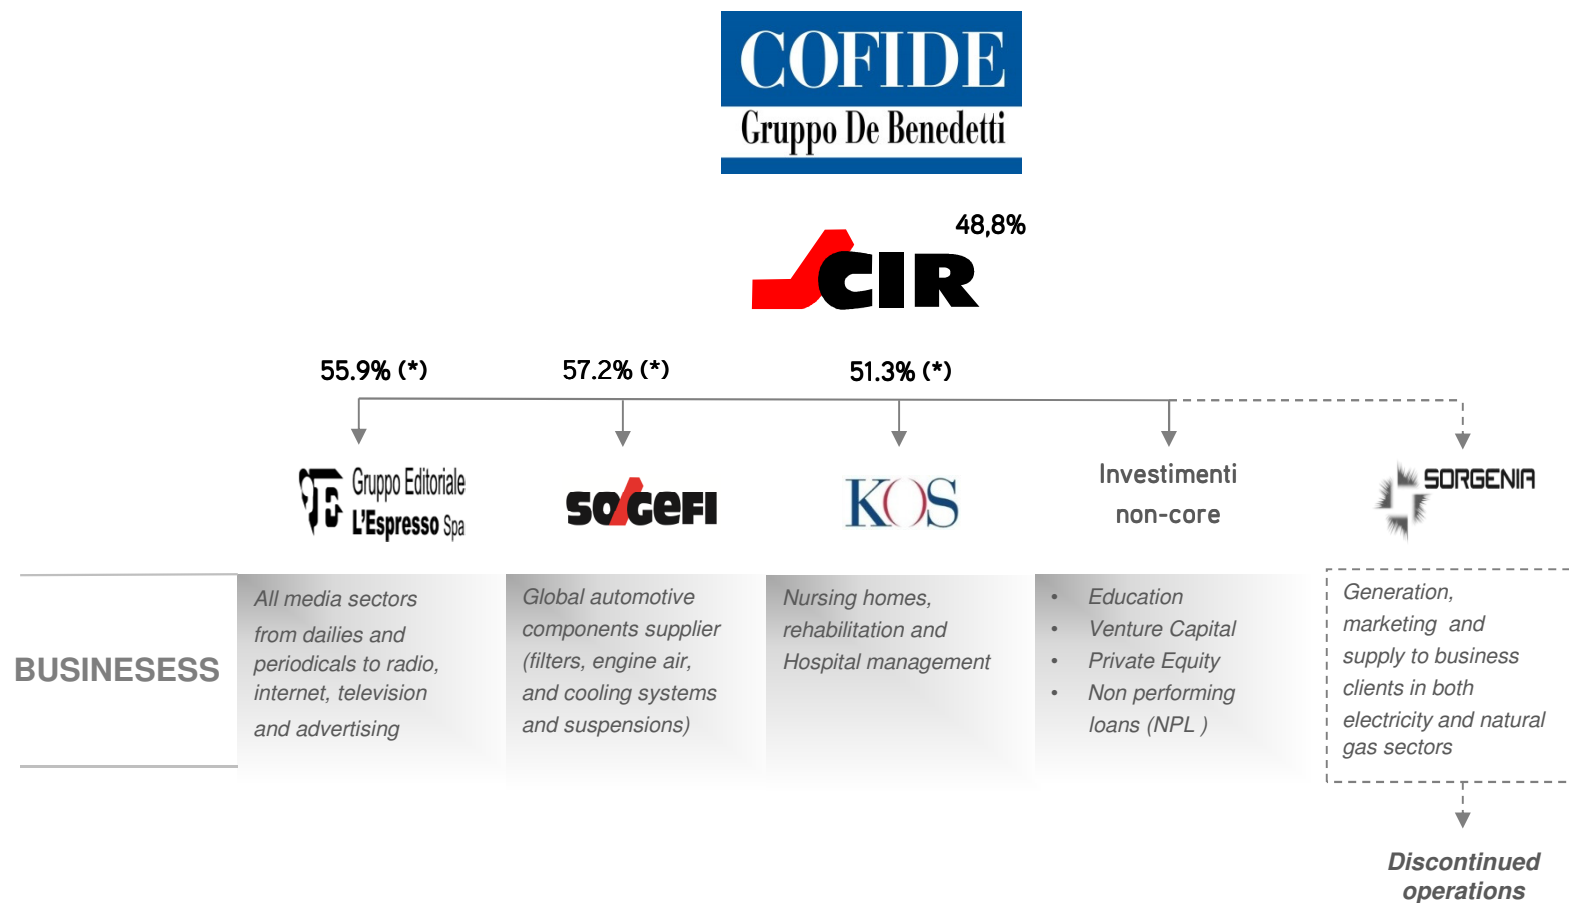 COFIDE
Gruppo De Benedetti
48,8%
CIR
55.9% (*)
57.2% (*)
51.3% (*)
Gruppo Editoriale
L'Espresso Spa
SOGEFI
KOS
Investimenti
non-core
SORGENIA
BUSINESESS
All media sectors
from dailies and
periodicals to radio,
internet, television
and advertising
Global automotive
components supplier
(filters, engine air,
and cooling systems
and suspensions)
Nursing homes,
rehabilitation and
Hospital management
• Education
• Venture Capital
• Private Equity
• Non performing
loans (NPL )
Generation,
marketing and
supply to business
clients in both
electricity and natural
gas sectors
Discontinued
operations